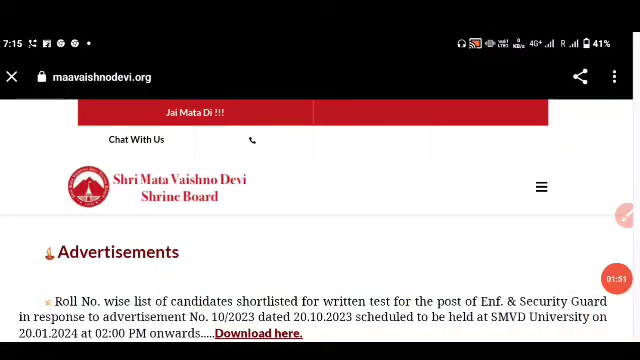 7:15 4G+ R 41%
maavaishnodevi.org
Jai Mata Di !!!
Chat With Us
Shri Mata Vaishno Devi
Shrine Board
Advertisements
01:51
Roll No. wise list of candidates shortlisted for written test for the post of Enf. & Security Guard
in response to advertisement No. 10/2023 dated 20.10.2023 scheduled to be held at SMVD University on
20.01.2024 at 02:00 PM onwards.....Download here.